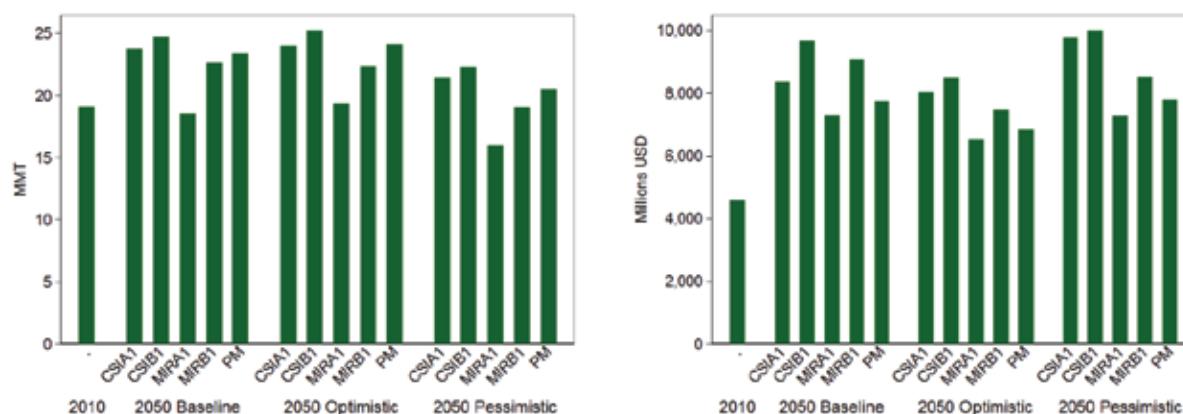 25
20
15
10
5
0
MMT
- CSIA1 CSIB1 MIRA1 MIRB1 PM CSIA1 CSIB1 MIRA1 MIRB1 PM CSIA1 CSIB1 MIRA1 MIRB1 PM
2010 2050 Baseline 2050 Optimistic 2050 Pessimistic
10,000
8,000
6,000
4,000
2,000
0
Millions USD
- CSIA1 CSIB1 MIRA1 MIRB1 PM CSIA1 CSIB1 MIRA1 MIRB1 PM CSIA1 CSIB1 MIRA1 MIRB1 PM
2010 2050 Baseline 2050 Optimistic 2050 Pessimistic